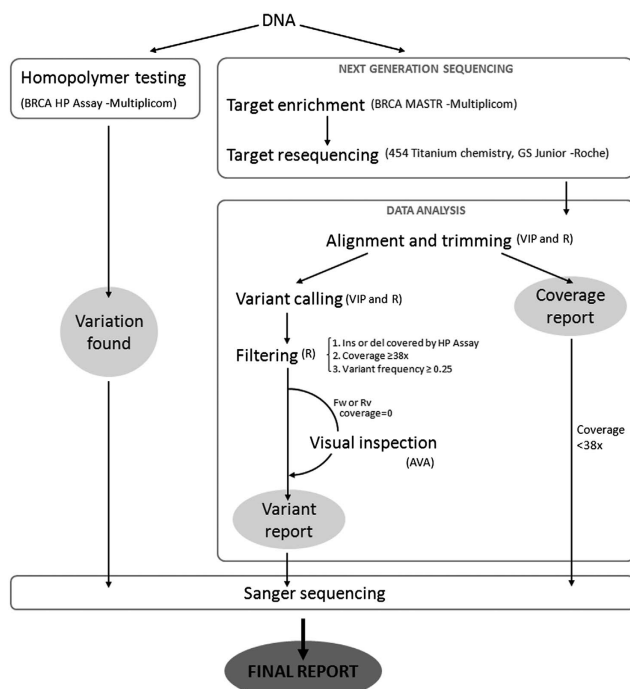 DNA
Homopolymer testing
(BRCA HP Assay -Multiplicom)
NEXT GENERATION SEQUENCING
Target enrichment (BRCA MASTR -Multiplicom)
Target resequencing (454 Titanium chemistry, GS Junior -Roche)
DATA ANALYSIS
Alignment and trimming (VIP and R)
Variant calling (VIP and R)
Coverage
report
Variation
found
Filtering (R)
1. Ins or del covered by HP Assay
2. Coverage ≥38x
3. Variant frequency ≥ 0.25
Fw or Rv
coverage=0
Visual inspection
(AVA)
Coverage
<38x
Variant
report
Sanger sequencing
FINAL REPORT